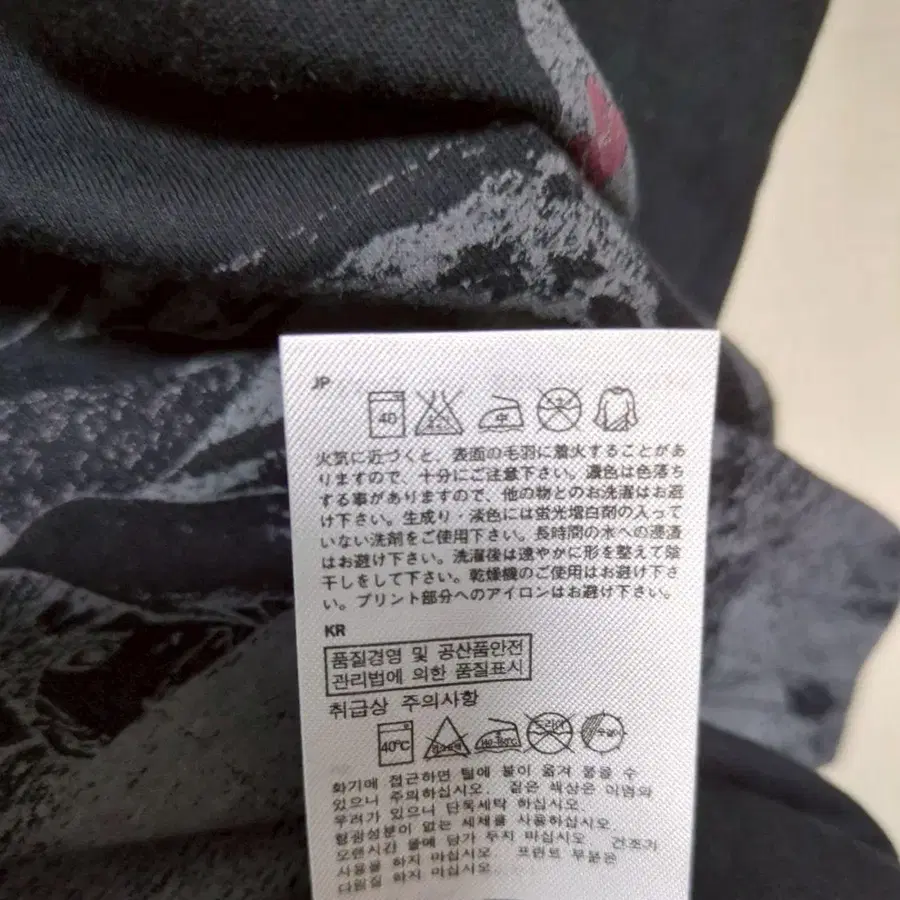 JP
40
中
火気に近づくと、表面の毛羽に着火することがあ
りますので、十分にご注意下さい。濃色は色落ち
する事がありますので、他の物とのお洗濯はお避
け下さい。生成り・淡色には蛍光増白剤の入って
いない洗剤をご使用下さい。長時間の水への浸漬
はお避け下さい。洗濯後は速やかに形を整えて陰
干しをして下さい。乾燥機のご使用はお避け下さ
い。プリント部分へのアイロンはお避け下さい。
KR
품질경영 및 공산품안전
관리법에 의한 품질표시
취급상 주의사항
40℃ 드라이
화기에 접근하면 털에 불이 옮겨 붙을 수
있으니 주의하십시오. 짙은 색상은 이염의
우려가 있으니 단독세탁 하십시오.
형광성분이 없는 세제를 사용하십시오.
오랜시간 물에 담가 두지 마십시오. 건조기
사용을 하지 마십시오. 프린트 부분은
다림질 하지 마십시오.